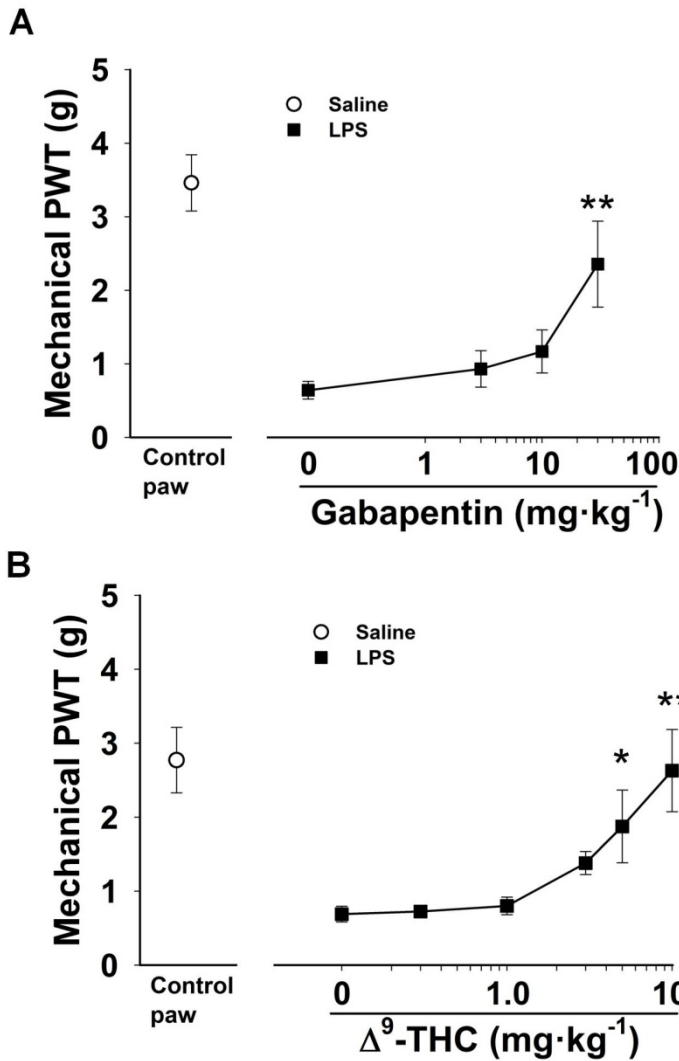 A
Mechanical PWT (g)
5
4
3
2
1
0
Saline
LPS
**
Control
paw
0 1 10 100
Gabapentin (mg·kg⁻¹)
B
Mechanical PWT (g)
5
4
3
2
1
0
Saline
LPS
*
**
Control
paw
0 1.0 10
Δ⁹-THC (mg·kg⁻¹)